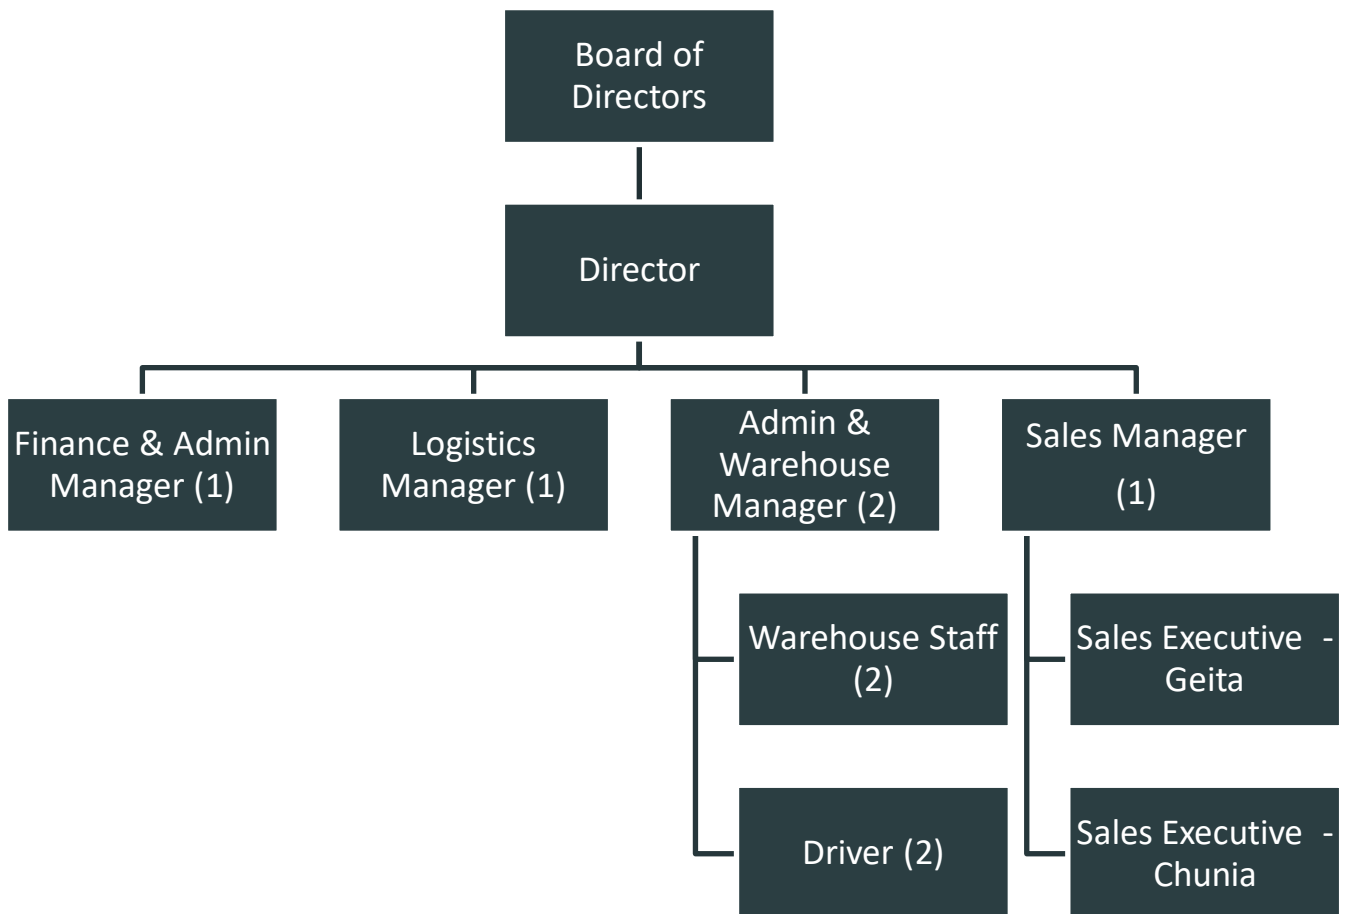 Board of
Directors
Director
Finance & Admin
Manager (1)
Logistics
Manager (1)
Admin &
Warehouse
Manager (2)
Sales Manager
(1)
Warehouse Staff
(2)
Driver (2)
Sales Executive -
Geita
Sales Executive -
Chunia